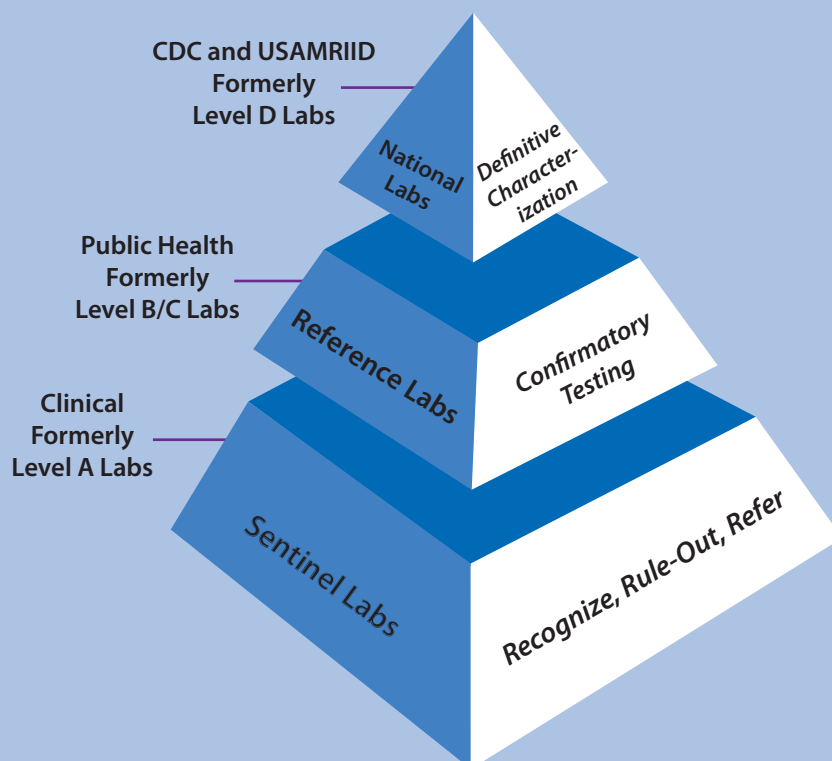 CDC and USAMRIID
Formerly
Level D Labs
National
Labs
Definitive
Character-
ization
Public Health
Formerly
Level B/C Labs
Reference Labs
Confirmatory
Testing
Clinical
Formerly
Level A Labs
Sentinel Labs
Recognize, Rule-Out, Refer